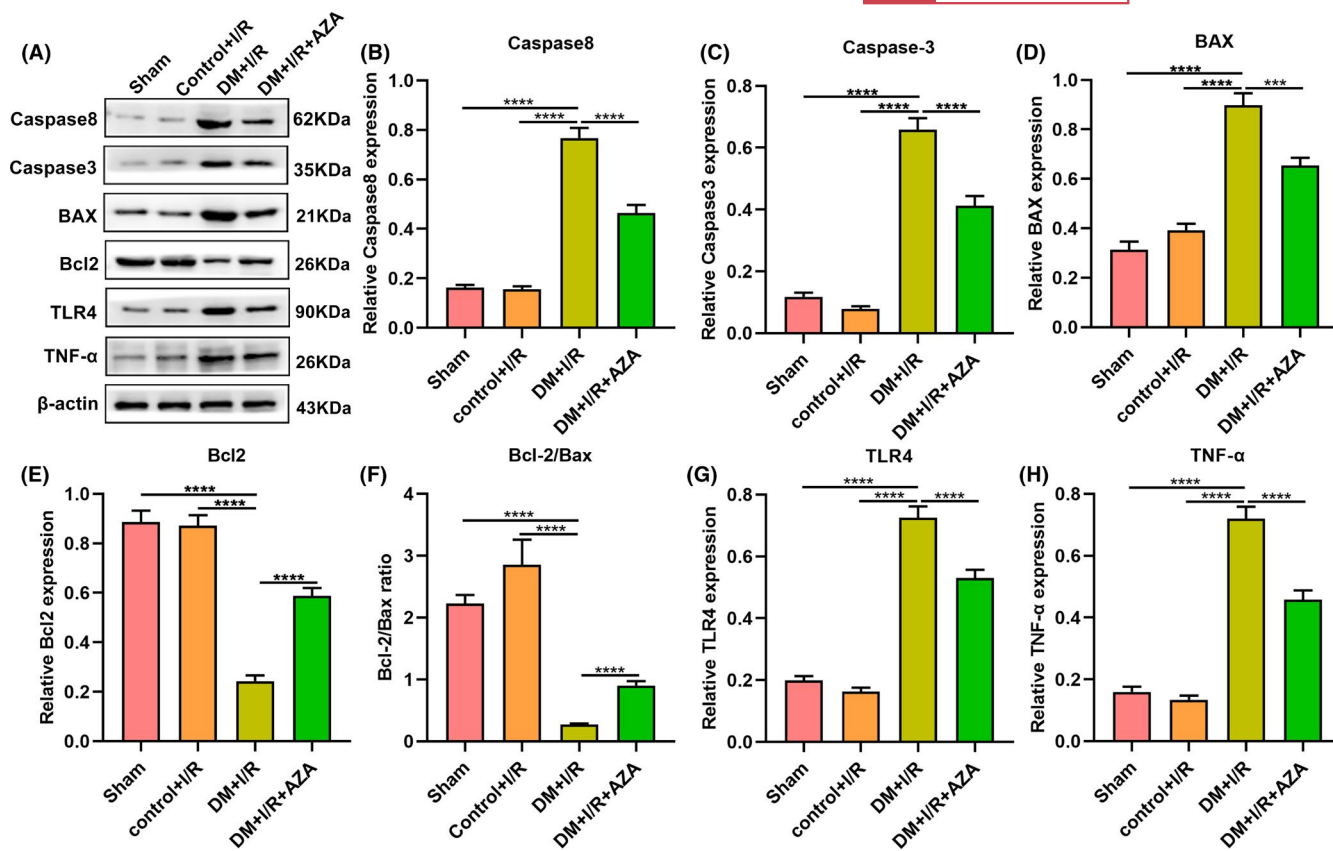 (A)
Sham
Control+I/R
DM+I/R
DM+I/R+AZA
Caspase8
62KDa
Caspase3
35KDa
BAX
21KDa
Bcl2
26KDa
TLR4
90KDa
TNF-α
26KDa
β-actin
43KDa
(B)
Caspase8
Relative Caspase8 expression
1.0
0.8
0.6
0.4
0.2
0.0
****
**** ****
Sham
control+I/R
DM+I/R
DM+I/R+AZA
(C)
Caspase-3
Relative Caspase3 expression
0.8
0.6
0.4
0.2
0.0
****
**** ****
Sham
control+I/R
DM+I/R
DM+I/R+AZA
(D)
BAX
Relative BAX expression
1.0
0.8
0.6
0.4
0.2
0.0
****
**** ***
Sham
control+I/R
DM+I/R
DM+I/R+AZA
(E)
Bcl2
Relative Bcl2 expression
1.0
0.8
0.6
0.4
0.2
0.0
****
****
****
Sham
control+I/R
DM+I/R
DM+I/R+AZA
(F)
Bcl-2/Bax
Bcl-2/Bax ratio
4
3
2
1
0
****
****
****
Sham
Control+I/R
DM+I/R
DM+I/R+AZA
(G)
TLR4
Relative TLR4 expression
0.8
0.6
0.4
0.2
0.0
****
**** ****
Sham
control+I/R
DM+I/R
DM+I/R+AZA
(H)
TNF-α
Relative TNF-α expression
0.8
0.6
0.4
0.2
0.0
****
**** ****
Sham
control+I/R
DM+I/R
DM+I/R+AZA